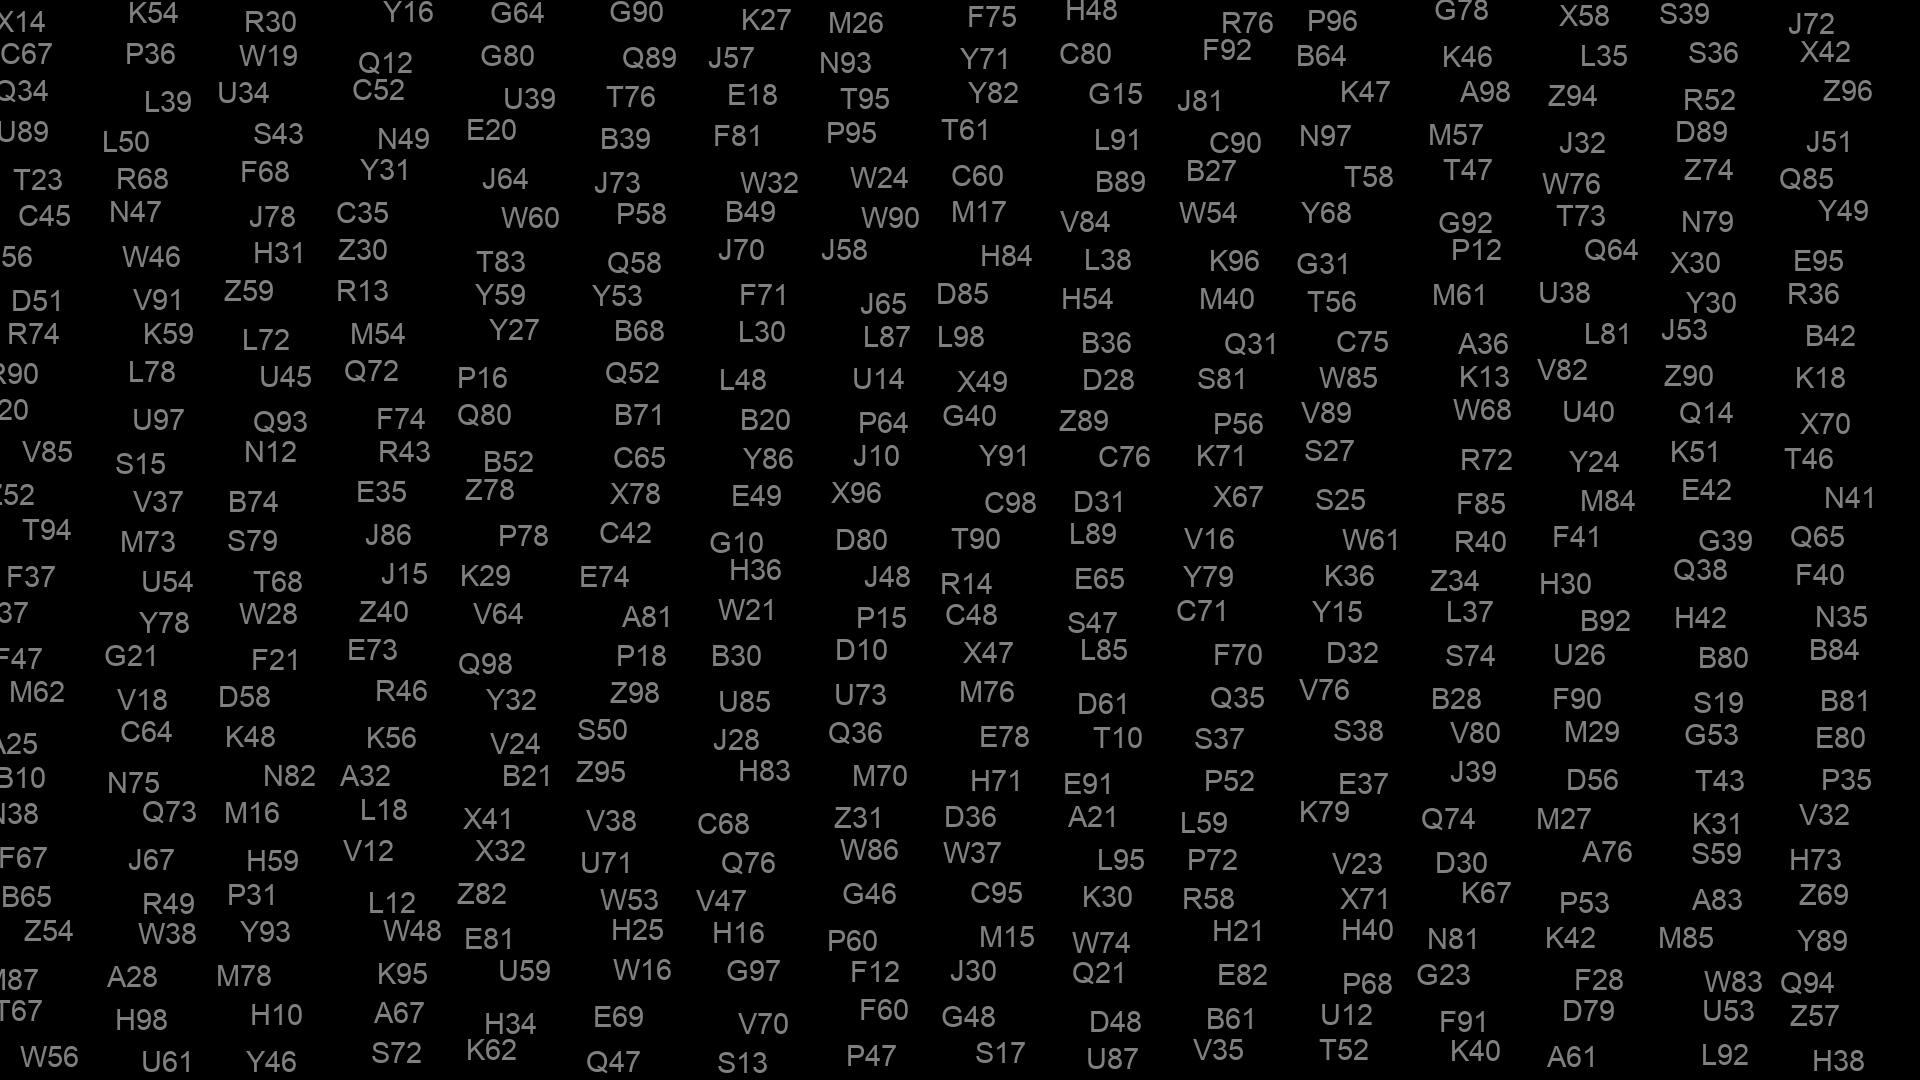 X14 K54 R30 Y16 G64 G90 K27 M26 F75 H48 R76 P96 G78 X58 S39 J72
C67 P36 W19 Q12 G80 Q89 J57 N93 Y71 C80 F92 B64 K46 L35 S36 X42
Q34 L39 U34 C52 U39 T76 E18 T95 Y82 G15 J81 K47 A98 Z94 R52 Z96
U89 L50 S43 N49 E20 B39 F81 P95 T61 L91 C90 N97 M57 J32 D89 J51
T23 R68 F68 Y31 J64 J73 W32 W24 C60 B89 B27 T58 T47 W76 Z74 Q85
C45 N47 J78 C35 W60 P58 B49 W90 M17 V84 W54 Y68 G92 T73 N79 Y49
56 W46 H31 Z30 T83 Q58 J70 J58 H84 L38 K96 G31 P12 Q64 X30 E95
D51 V91 Z59 R13 Y59 Y53 F71 J65 D85 H54 M40 T56 M61 U38 Y30 R36
R74 K59 L72 M54 Y27 B68 L30 L87 L98 B36 Q31 C75 A36 L81 J53 B42
R90 L78 U45 Q72 P16 Q52 L48 U14 X49 D28 S81 W85 K13 V82 Z90 K18
20 U97 Q93 F74 Q80 B71 B20 P64 G40 Z89 P56 V89 W68 U40 Q14 X70
V85 S15 N12 R43 B52 C65 Y86 J10 Y91 C76 K71 S27 R72 Y24 K51 T46
52 V37 B74 E35 Z78 X78 E49 X96 C98 D31 X67 S25 F85 M84 E42 N41
T94 M73 S79 J86 P78 C42 G10 D80 T90 L89 V16 W61 R40 F41 G39 Q65
F37 U54 T68 J15 K29 E74 H36 J48 R14 E65 Y79 K36 Z34 H30 Q38 F40
37 Y78 W28 Z40 V64 A81 W21 P15 C48 S47 C71 Y15 L37 B92 H42 N35
F47 G21 F21 E73 Q98 P18 B30 D10 X47 L85 F70 D32 S74 U26 B80 B84
M62 V18 D58 R46 Y32 Z98 U85 U73 M76 D61 Q35 V76 B28 F90 S19 B81
A25 C64 K48 K56 V24 S50 J28 Q36 E78 T10 S37 S38 V80 M29 G53 E80
B10 N75 N82 A32 B21 Z95 H83 M70 H71 E91 P52 E37 J39 D56 T43 P35
N38 Q73 M16 L18 X41 V38 C68 Z31 D36 A21 L59 K79 Q74 M27 K31 V32
F67 J67 H59 V12 X32 U71 Q76 W86 W37 L95 P72 V23 D30 A76 S59 H73
B65 R49 P31 L12 Z82 W53 V47 G46 C95 K30 R58 X71 K67 P53 A83 Z69
Z54 W38 Y93 W48 E81 H25 H16 P60 M15 W74 H21 H40 N81 K42 M85 Y89
M87 A28 M78 K95 U59 W16 G97 F12 J30 Q21 E82 P68 G23 F28 W83 Q94
T67 H98 H10 A67 H34 E69 V70 F60 G48 D48 B61 U12 F91 D79 U53 Z57
W56 U61 Y46 S72 K62 Q47 S13 P47 S17 U87 V35 T52 K40 A61 L92 H38